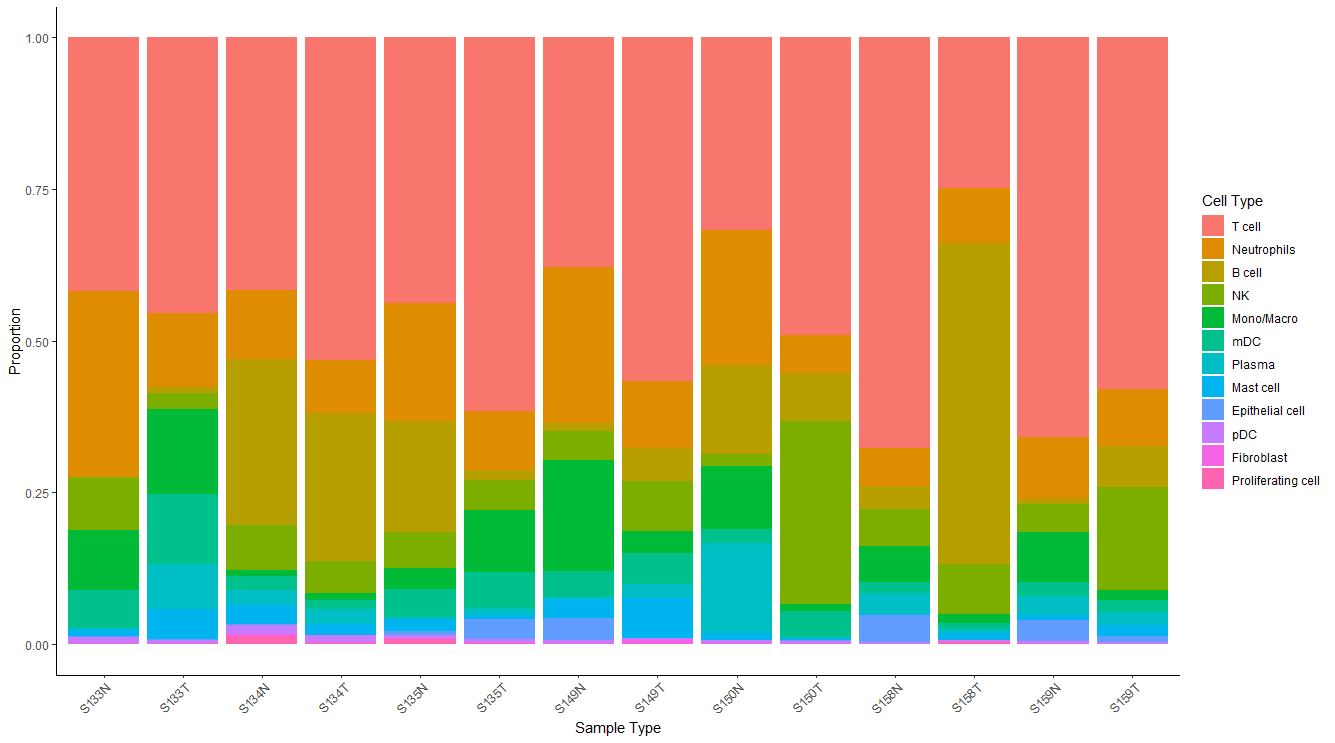 1.00
0.75
0.50
0.25
0.00
Proportion
S133N
S133T
S134N
S134T
S135N
S135T
S149N
S149T
S150N
S150T
S158N
S158T
S159N
S159T
Sample Type
Cell Type
T cell
Neutrophils
B cell
NK
Mono/Macro
mDC
Plasma
Mast cell
Epithelial cell
pDC
Fibroblast
Proliferating cell